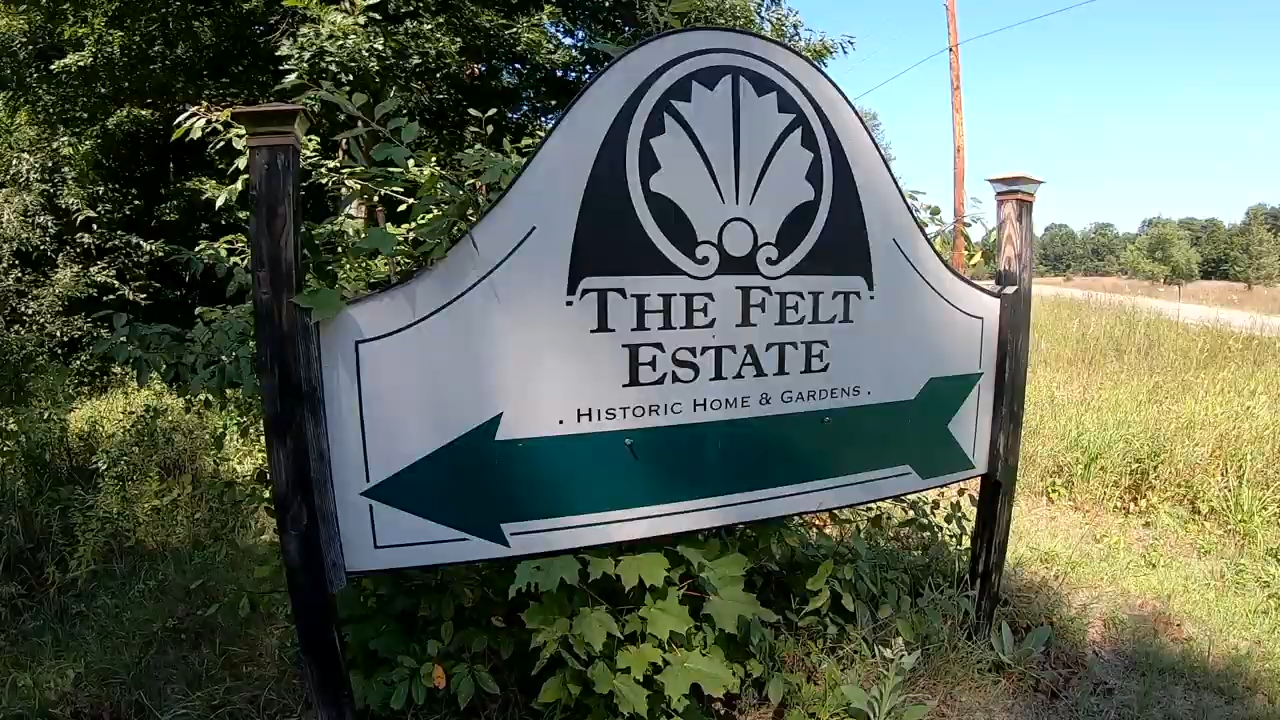 THE FELT
ESTATE
. HISTORIC HOME & GARDENS .